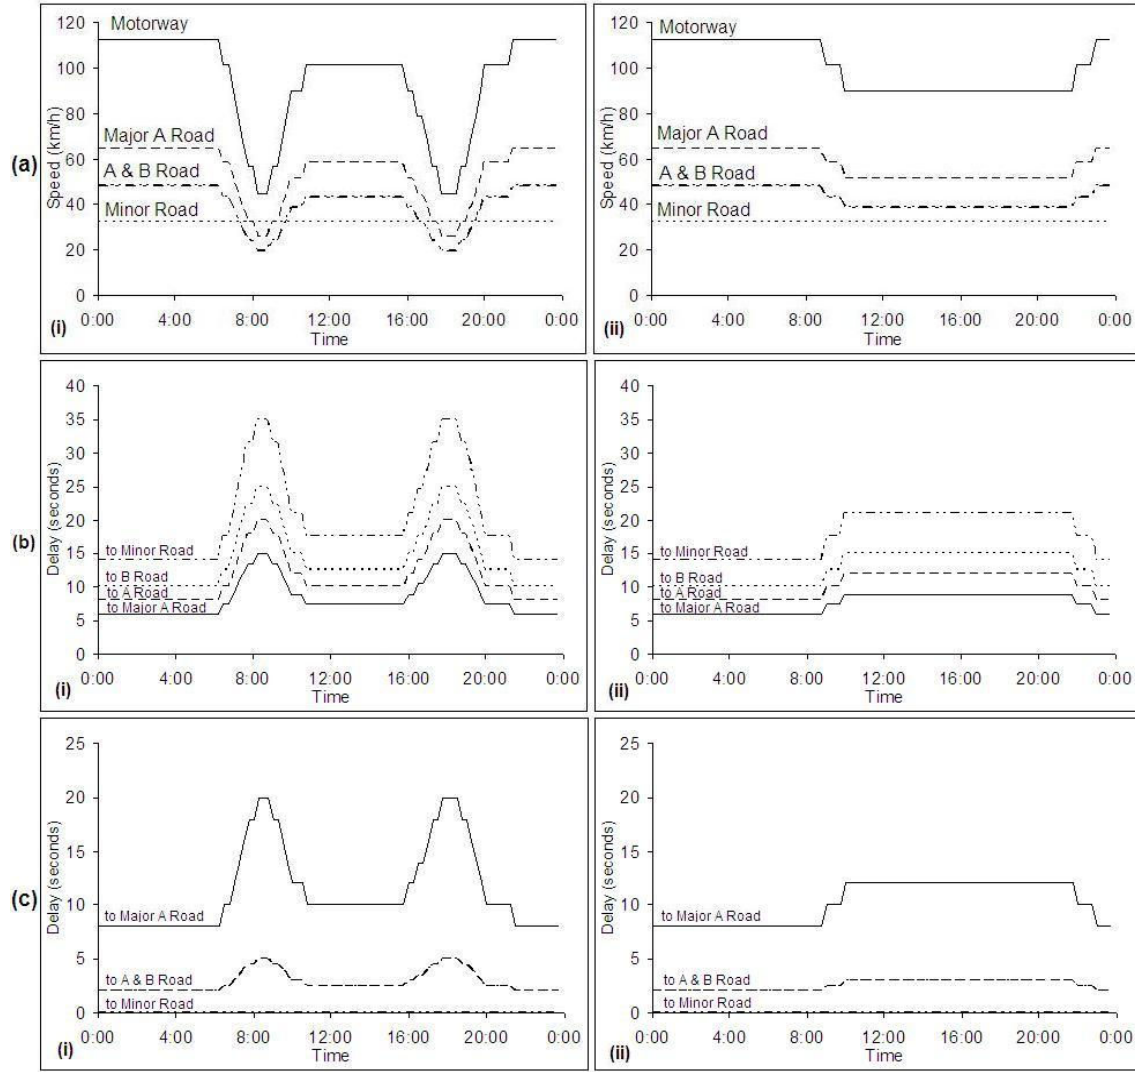 120
Motorway
100
80
Major A Road
60
A & B Road
40
Minor Road
20
0
Speed (km/h)
0:00 4:00 8:00 12:00 16:00 20:00 0:00
Time
(a)
(i)
120
Motorway
100
80
Major A Road
60
A & B Road
40
Minor Road
20
0
Speed (km/h)
0:00 4:00 8:00 12:00 16:00 20:00 0:00
Time
(ii)
40
35
30
25
20
15
to Minor Road
to B Road
10
to A Road
to Major A Road
5
0
Delay (seconds)
0:00 4:00 8:00 12:00 16:00 20:00 0:00
Time
(b)
(i)
40
35
30
25
20
15
to Minor Road
to B Road
10
to A Road
to Major A Road
5
0
Delay (seconds)
0:00 4:00 8:00 12:00 16:00 20:00 0:00
Time
(ii)
25
20
15
10
to Major A Road
5
to A & B Road
to Minor Road
0
Delay (seconds)
0:00 4:00 8:00 12:00 16:00 20:00 0:00
Time
(c)
(i)
25
20
15
10
to Major A Road
5
to A & B Road
to Minor Road
0
Delay (seconds)
0:00 4:00 8:00 12:00 16:00 20:00 0:00
Time
(ii)